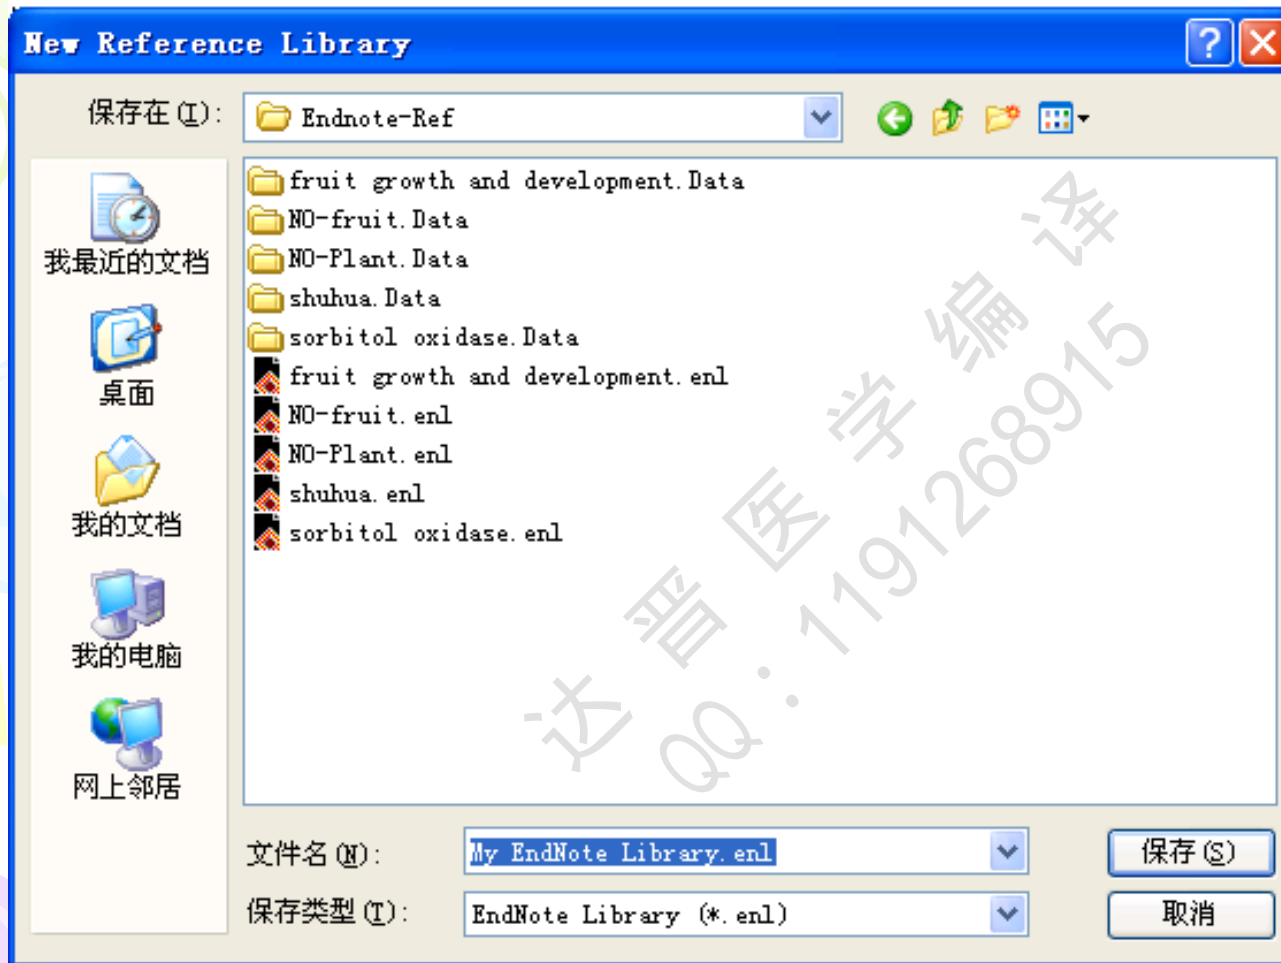 New Reference Library
保存在(I):
Endnote-Ref
我最近的文档
桌面
我的文档
我的电脑
网上邻居
fruit growth and development.Data
NO-fruit.Data
NO-Plant.Data
shuhua.Data
sorbitol oxidase.Data
fruit growth and development.enl
NO-fruit.enl
NO-Plant.enl
shuhua.enl
sorbitol oxidase.enl
达晋医学编译
QQ：1191268915
文件名(N):
My EndNote Library.enl
保存(S)
保存类型(T):
EndNote Library (*.enl)
取消